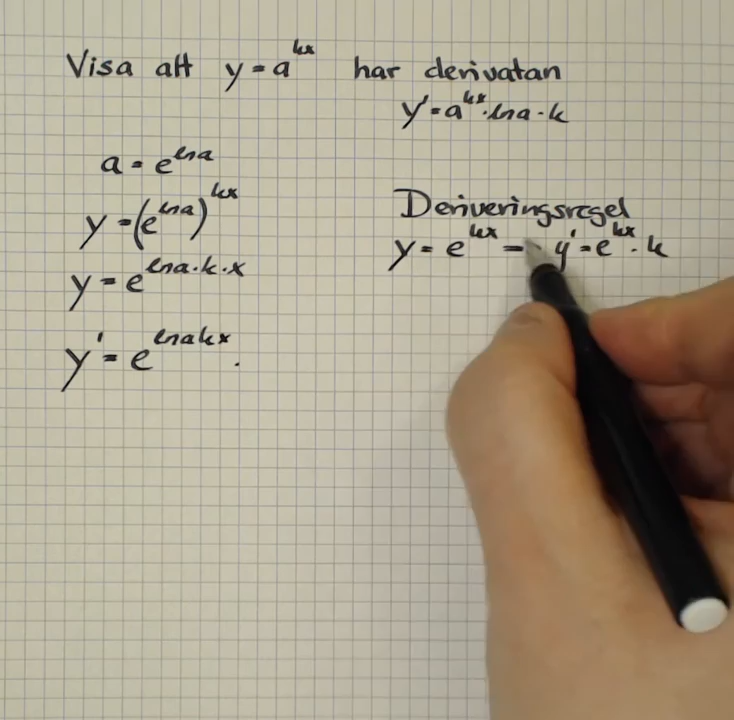 Visa att y = a^kx har derivatan
y' = a^kx · ln a · k
a = e^ln a
y = (e^ln a)^kx
y = e^ln a · k · x
y' = e^ln a k x ·
Deriveringsregel
y = e^kx → y' = e^kx · k